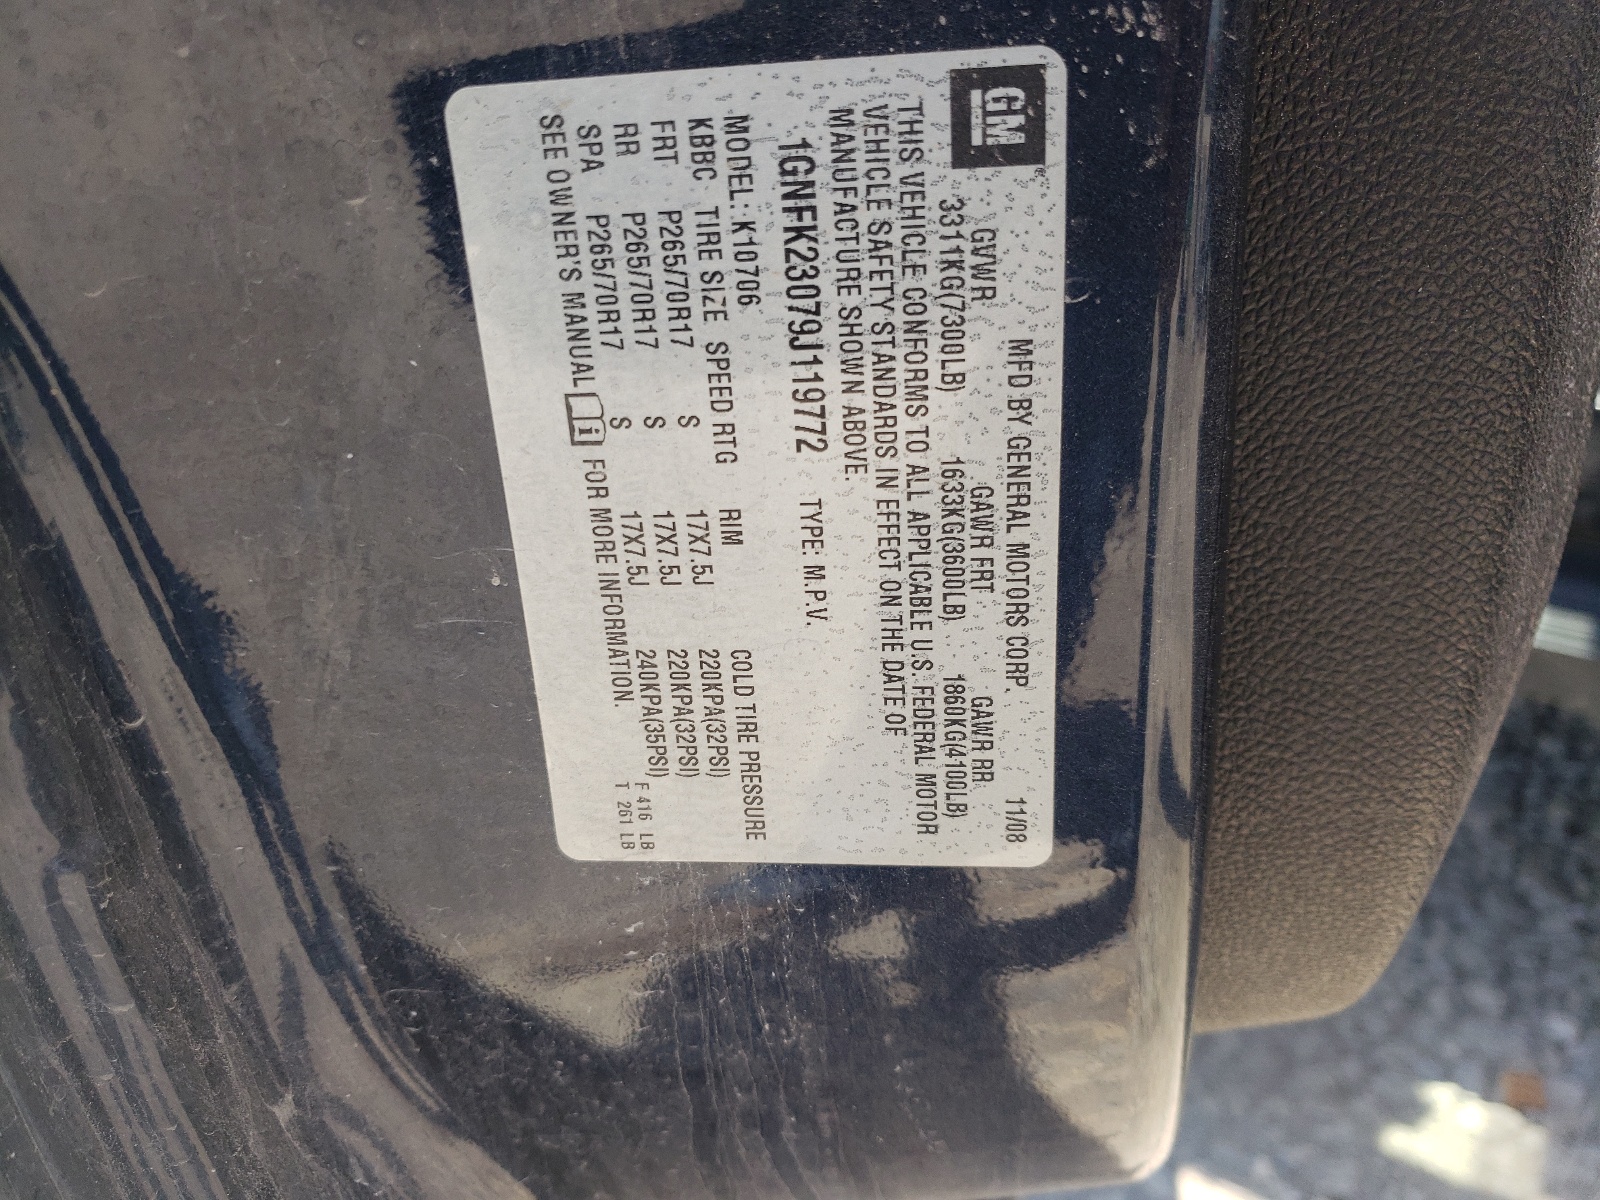 GM
MFD BY GENERAL MOTORS CORP. 11/08
GVWR GAWR FRT GAWR RR
3311KG(7300LB) 1633KG(3600LB) 1860KG(4100LB)
THIS VEHICLE CONFORMS TO ALL APPLICABLE U.S. FEDERAL MOTOR
VEHICLE SAFETY STANDARDS IN EFFECT ON THE DATE OF
MANUFACTURE SHOWN ABOVE.
1GNFK23079J119772 TYPE: M.P.V.
MODEL: K10706
KBBC TIRE SIZE SPEED RTG RIM COLD TIRE PRESSURE
FRT P265/70R17 S 17X7.5J 220KPA(32PSI)
RR P265/70R17 S 17X7.5J 220KPA(32PSI)
SPA P265/70R17 S 17X7.5J 240KPA(35PSI) F 416 LB
SEE OWNER'S MANUAL i FOR MORE INFORMATION. T 261 LB